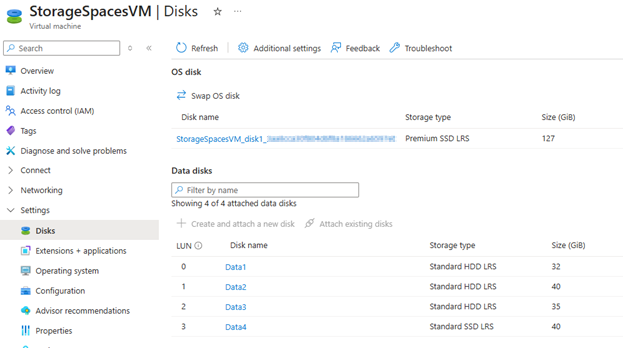 StorageSpacesVM | Disks ☆ ...
Virtual machine
Search
Refresh Additional settings Feedback Troubleshoot
Overview
Activity log
Access control (IAM)
Tags
Diagnose and solve problems
Connect
Networking
Settings
Disks
Extensions + applications
Operating system
Configuration
Advisor recommendations
Properties
OS disk
Swap OS disk
Disk name Storage type Size (GiB)
StorageSpacesVM_disk1_ Premium SSD LRS 127
Data disks
Filter by name
Showing 4 of 4 attached data disks
Create and attach a new disk Attach existing disks
LUN Disk name Storage type Size (GiB)
0 Data1 Standard HDD LRS 32
1 Data2 Standard HDD LRS 40
2 Data3 Standard HDD LRS 35
3 Data4 Standard SSD LRS 40